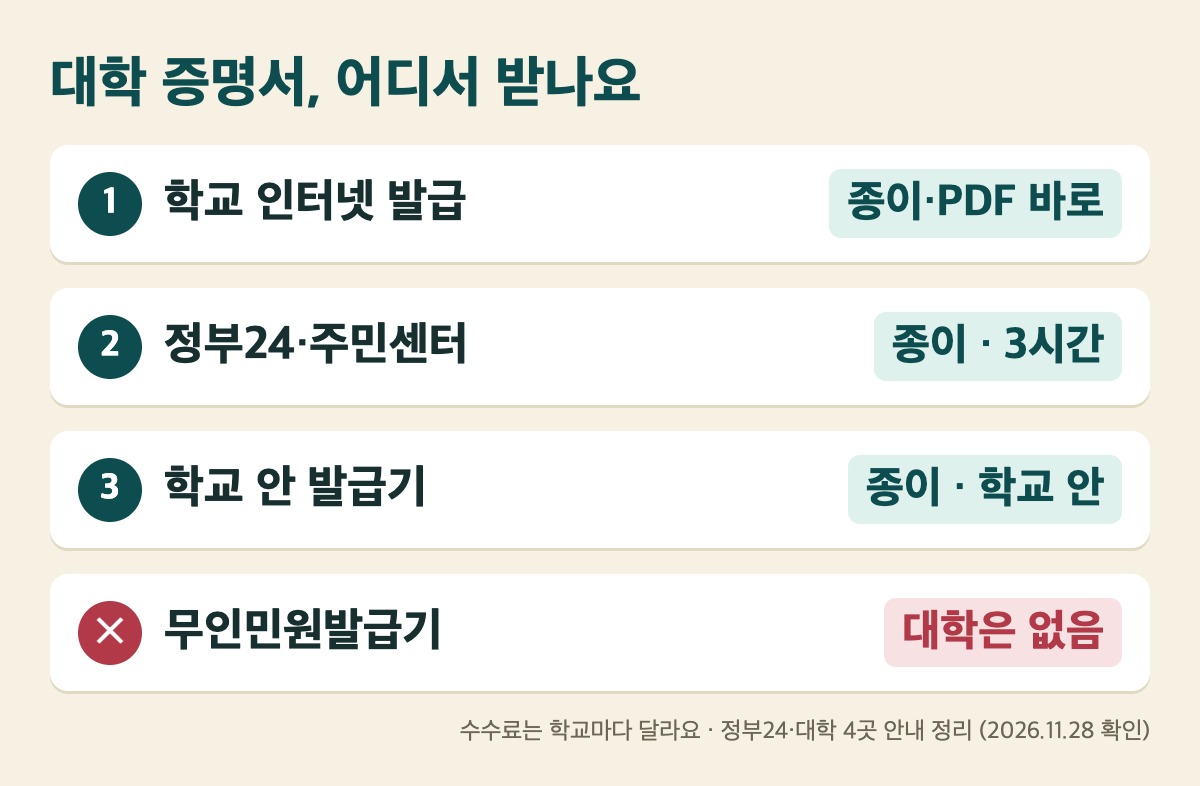 대학 증명서, 어디서 받나요
1 학교 인터넷 발급 종이·PDF 바로
2 정부24·주민센터 종이 · 3시간
3 학교 안 발급기 종이 · 학교 안
✕ 무인민원발급기 대학은 없음
수수료는 학교마다 달라요 · 정부24·대학 4곳 안내 정리 (2026.11.28 확인)